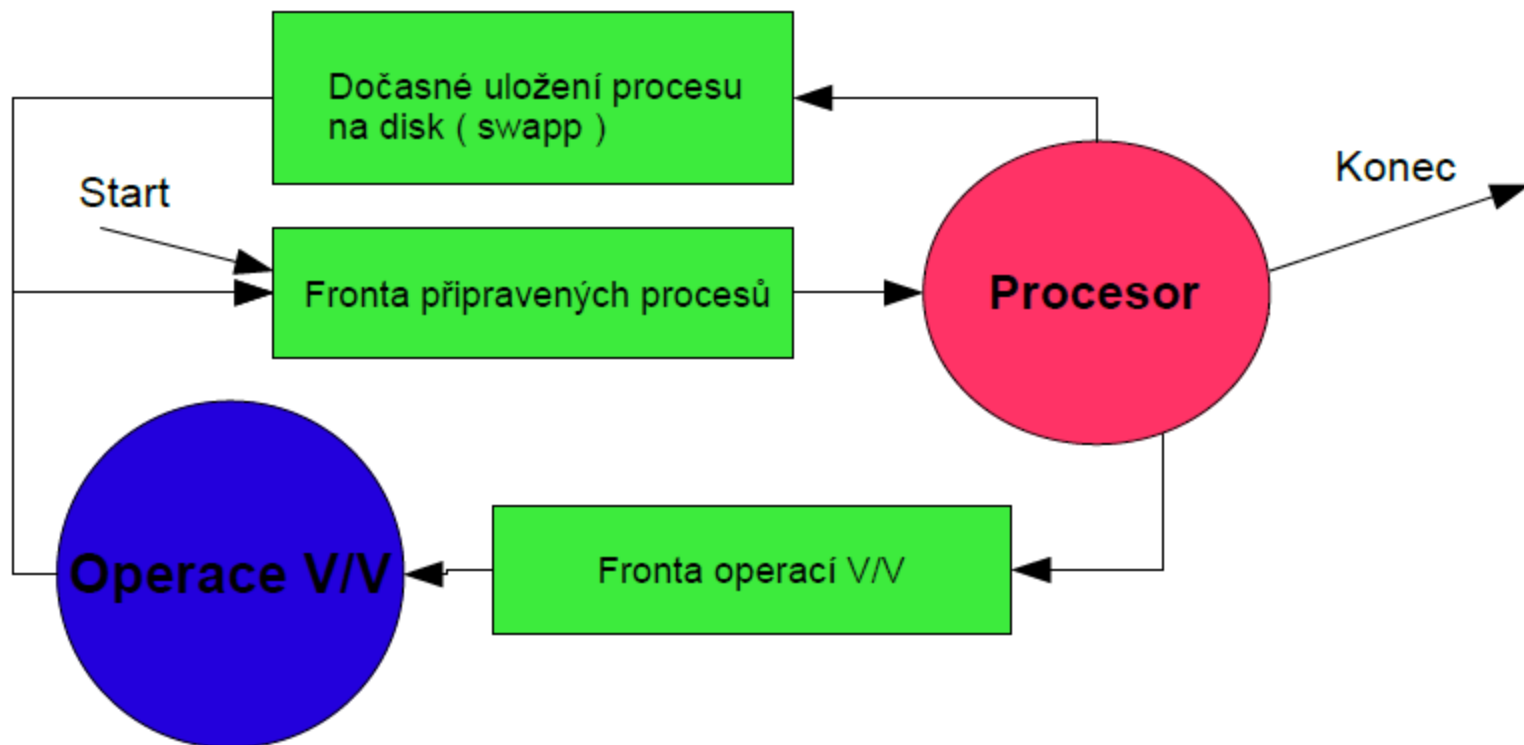 Dočasné uložení procesu
na disk ( swapp )
Start
Konec
Fronta připravených procesů
Procesor
Operace V/V
Fronta operací V/V